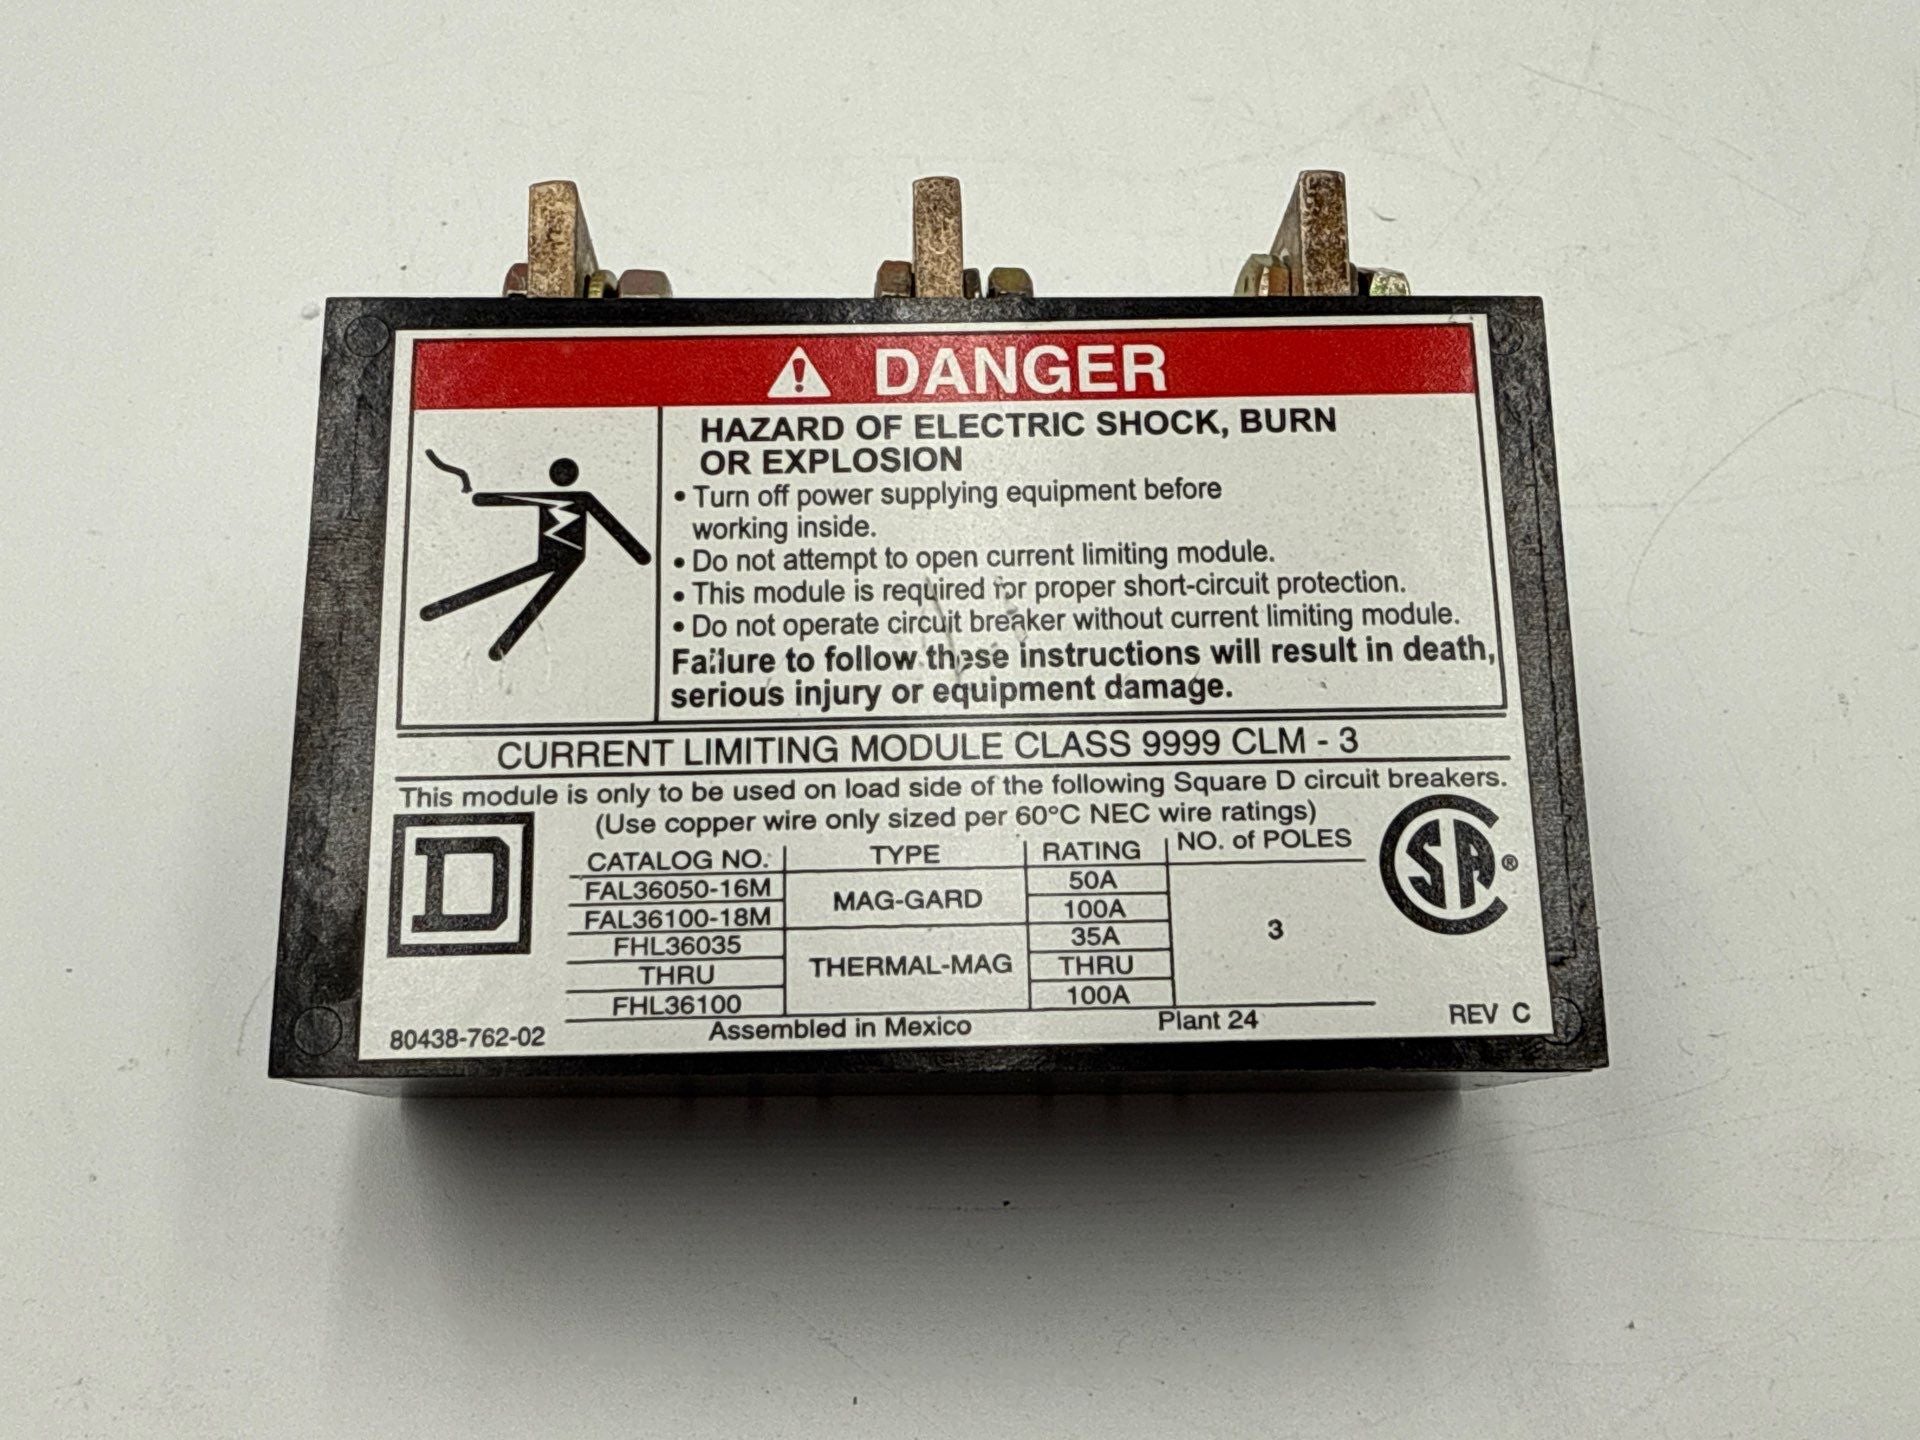 DANGER
HAZARD OF ELECTRIC SHOCK, BURN
OR EXPLOSION
• Turn off power supplying equipment before
working inside.
• Do not attempt to open current limiting module.
• This module is required for proper short-circuit protection.
• Do not operate circuit breaker without current limiting module.
Failure to follow these instructions will result in death,
serious injury or equipment damage.
CURRENT LIMITING MODULE CLASS 9999 CLM - 3
This module is only to be used on load side of the following Square D circuit breakers.
(Use copper wire only sized per 60°C NEC wire ratings)
CATALOG NO. TYPE RATING NO. of POLES
FAL36050-16M MAG-GARD 50A
FAL36100-18M 100A
FHL36035 THERMAL-MAG 35A 3
THRU THRU
FHL36100 100A
D
SA®
80438-762-02 Assembled in Mexico Plant 24 REV C